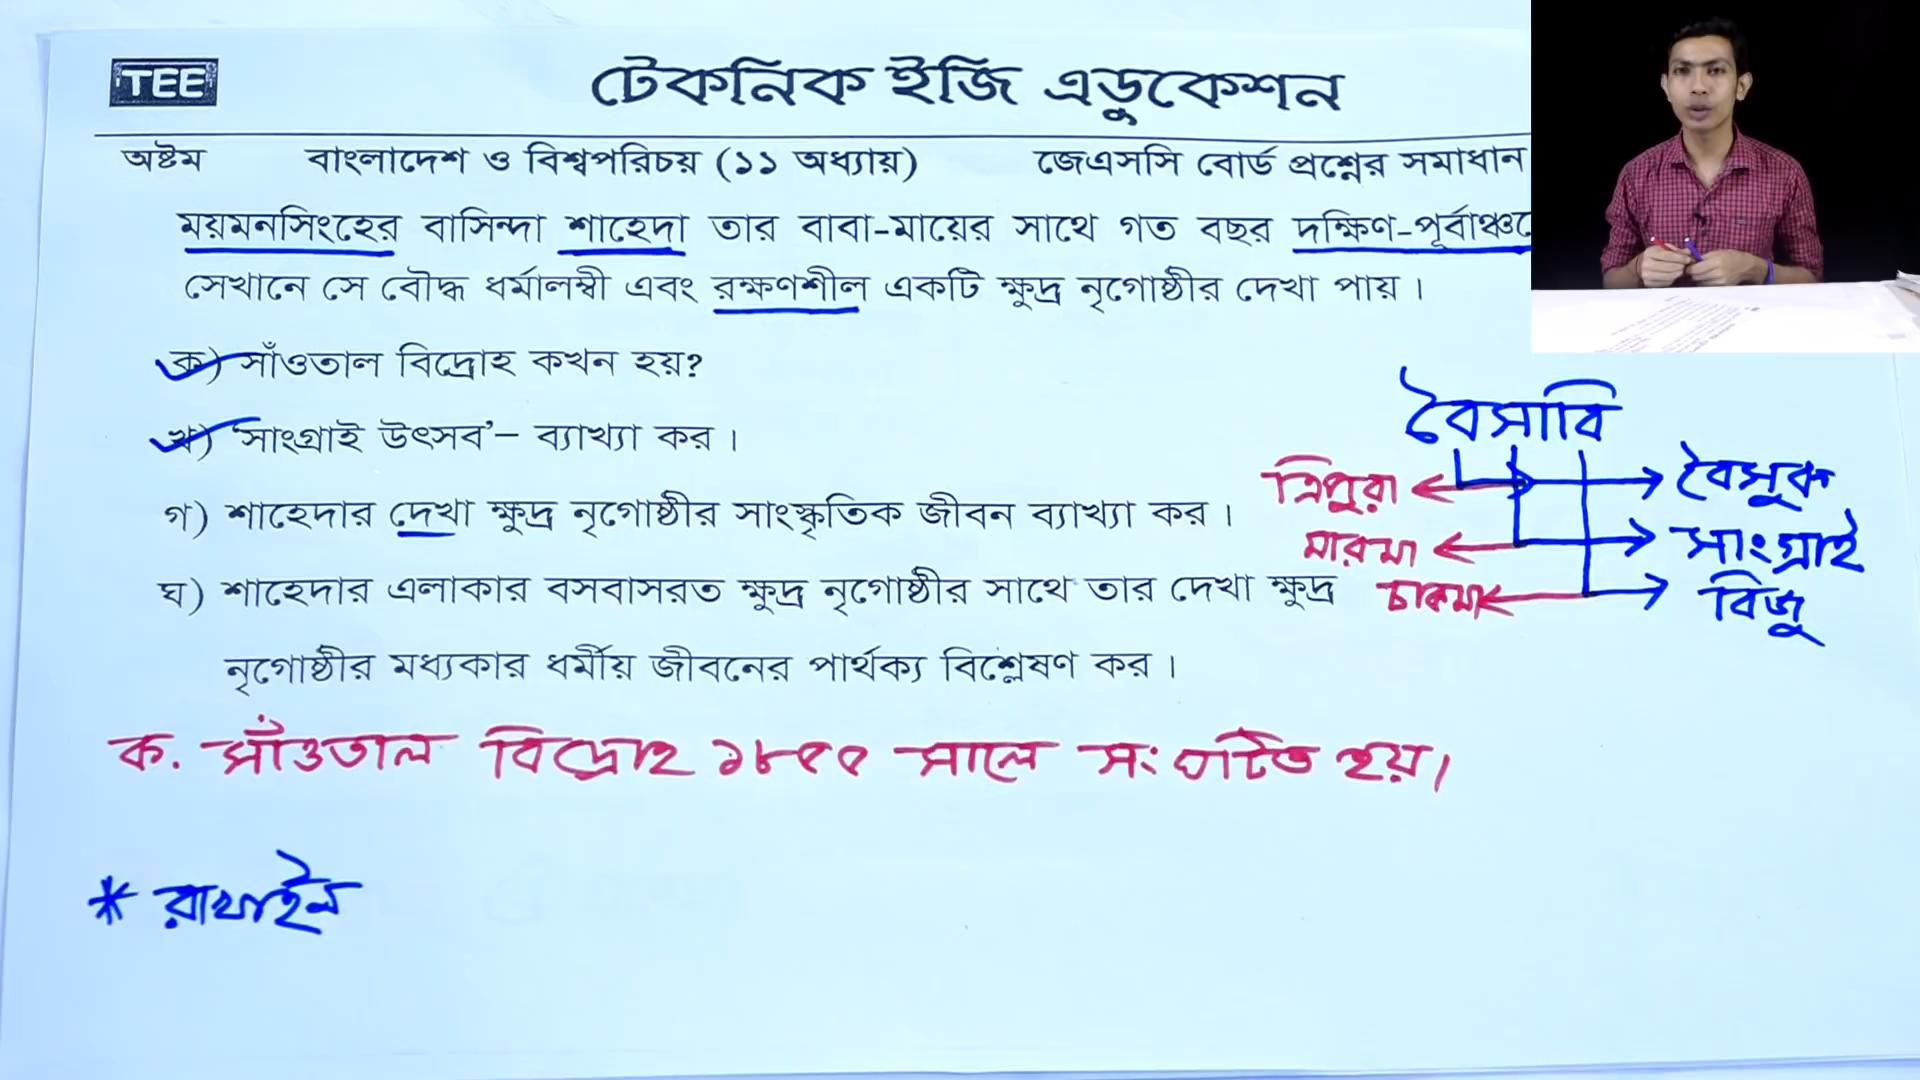 TEE
টেকনিক ইজি এডুকেশন
অষ্টম বাংলাদেশ ও বিশ্বপরিচয় (১১ অধ্যায়) জেএসসি বোর্ড প্রশ্নের সমাধান
ময়মনসিংহের বাসিন্দা শাহেদা তার বাবা-মায়ের সাথে গত বছর দক্ষিণ-পূর্বাঞ্চলে
সেখানে সে বৌদ্ধ ধর্মালম্বী এবং রক্ষণশীল একটি ক্ষুদ্র নৃগোষ্ঠীর দেখা পায়।
ক) সাঁওতাল বিদ্রোহ কখন হয়?
খ) ‘সাংগ্রাই উৎসব’– ব্যাখ্যা কর।
গ) শাহেদার দেখা ক্ষুদ্র নৃগোষ্ঠীর সাংস্কৃতিক জীবন ব্যাখ্যা কর।
ঘ) শাহেদার এলাকার বসবাসরত ক্ষুদ্র নৃগোষ্ঠীর সাথে তার দেখা ক্ষুদ্র
নৃগোষ্ঠীর মধ্যকার ধর্মীয় জীবনের পার্থক্য বিশ্লেষণ কর।
বৈসাবি
ত্রিপুরা বৈসুক
মারমা সাংগ্রাই
চাকমা বিজু
ক. সাঁওতাল বিদ্রোহ ১৮৫৫ সালে সংঘটিত হয়।
* রাখাইন